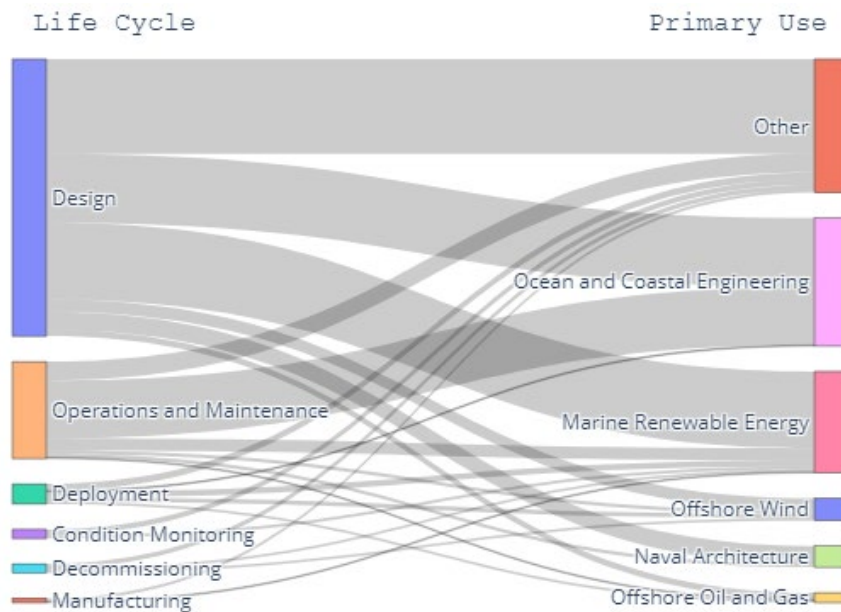 Life Cycle
Primary Use
Other
Design
Ocean and Coastal Engineering
Operations and Maintenance
Marine Renewable Energy
Deployment
Offshore Wind
Condition Monitoring
Naval Architecture
Decommissioning
Manufacturing
Offshore Oil and Gas